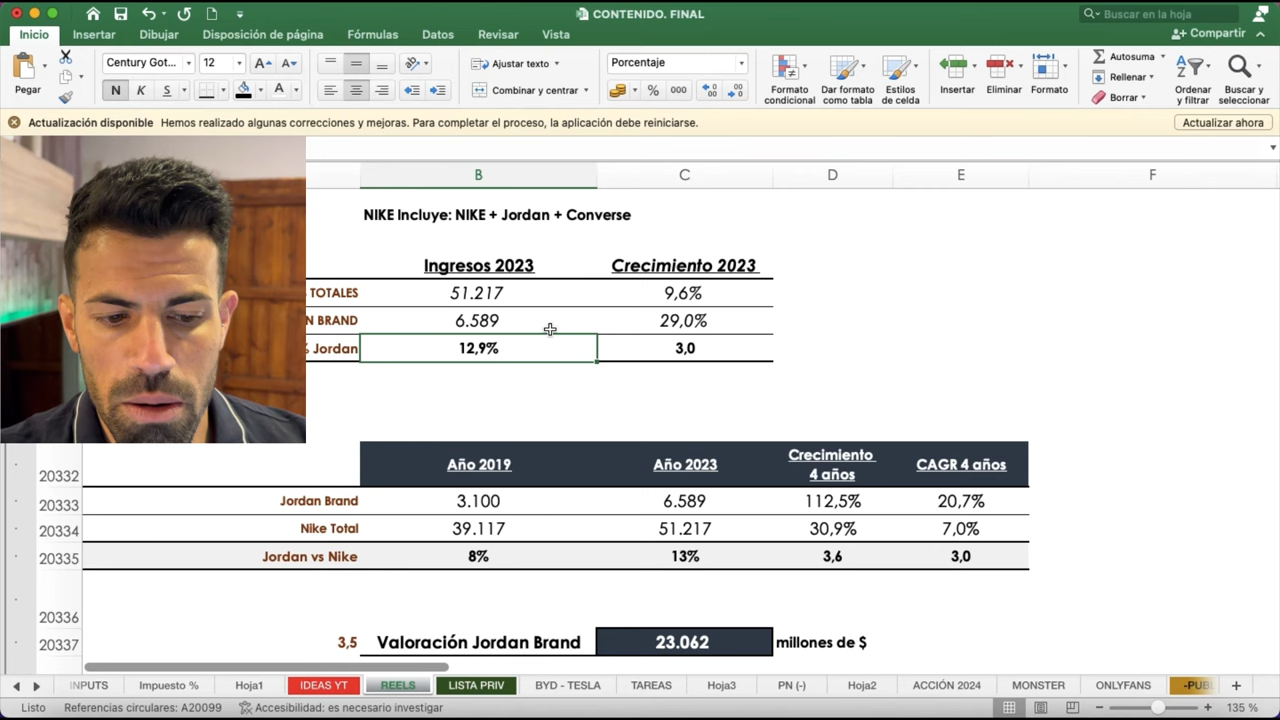 CONTENIDO. FINAL
Buscar en la hoja
Inicio Insertar Dibujar Disposición de página Fórmulas Datos Revisar Vista Compartir
Pegar
Century Got... 12
N K S
Ajustar texto
Combinar y centrar
Porcentaje
% 000
Formato condicional
Dar formato como tabla
Estilos de celda
Insertar Eliminar Formato
Autosuma
Rellenar
Borrar
Ordenar y filtrar
Buscar y seleccionar
Actualización disponible Hemos realizado algunas correcciones y mejoras. Para completar el proceso, la aplicación debe reiniciarse. Actualizar ahora
B C D E F
NIKE Incluye: NIKE + Jordan + Converse
Ingresos 2023 Crecimiento 2023
TOTALES 51.217 9,6%
BRAND 6.589 29,0%
% Jordan 12,9% 3,0
20332 Año 2019 Año 2023 Crecimiento 4 años CAGR 4 años
20333 Jordan Brand 3.100 6.589 112,5% 20,7%
20334 Nike Total 39.117 51.217 30,9% 7,0%
20335 Jordan vs Nike 8% 13% 3,6 3,0
20336
20337 3,5 Valoración Jordan Brand 23.062 millones de $
INPUTS Impuesto % Hoja1 IDEAS YT REELS LISTA PRIV BYD - TESLA TAREAS Hoja3 PN (-) Hoja2 ACCIÓN 2024 MONSTER ONLYFANS -PUB
Listo Referencias circulares: A20099 Accesibilidad: es necesario investigar 135 %